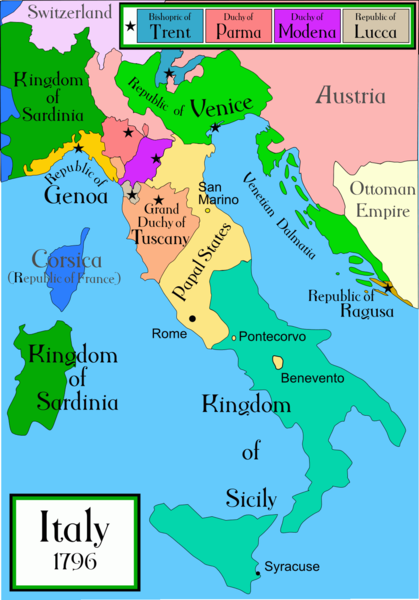 Switzerland
Bishopric of
Trent
Duchy of
Parma
Duchy of
Modena
Republic of
Lucca
Kingdom
of
Sardinia
Republic of Venice
Austria
Republic of
Genoa
San
Marino
Venetian Dalmatia
Ottoman
Empire
Grand
Duchy of
Tuscany
Papal States
Corsica
(Republic of France)
Republic of
Ragusa
Rome
Pontecorvo
Kingdom
of
Sardinia
Benevento
Kingdom
of
Sicily
Italy
1796
Syracuse